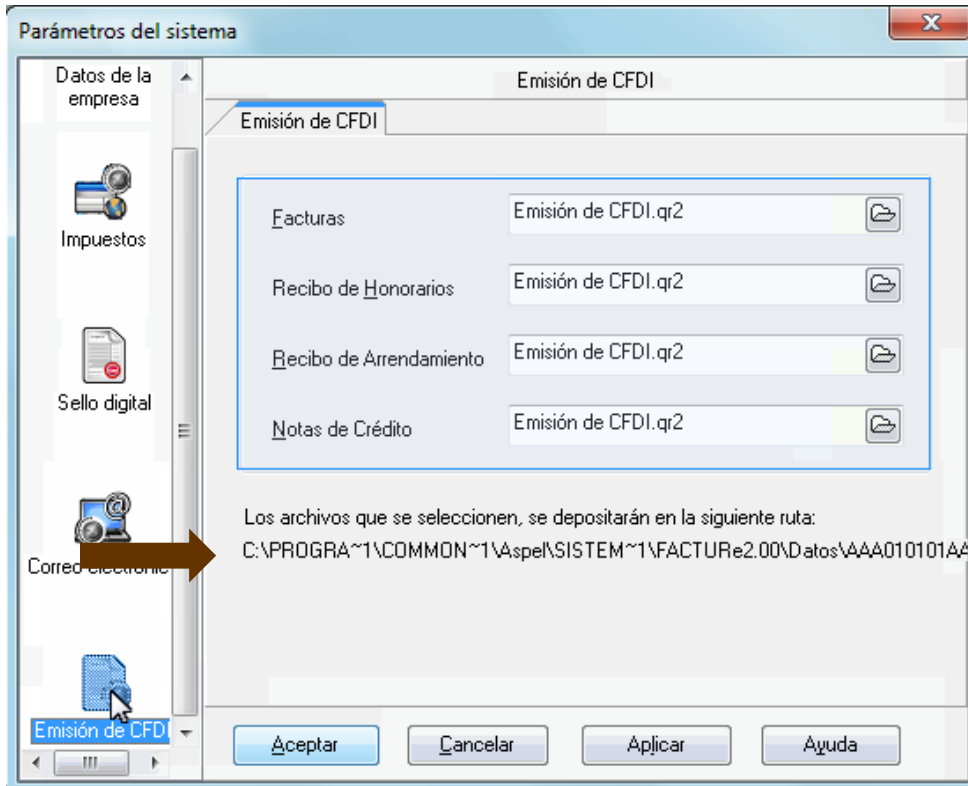 Parámetros del sistema
Datos de la
empresa
Impuestos
Sello digital
Correo electrónic
Emisión de CFDI
Emisión de CFDI
Emisión de CFDI
Facturas
Emisión de CFDI.qr2
Recibo de Honorarios
Emisión de CFDI.qr2
Recibo de Arrendamiento
Emisión de CFDI.qr2
Notas de Crédito
Emisión de CFDI.qr2
Los archivos que se seleccionen, se depositarán en la siguiente ruta:
C:\PROGRA~1\COMMON~1\Aspel\SISTEM~1\FACTURe2.00\Datos\AAA010101AA
Aceptar
Cancelar
Aplicar
Ayuda